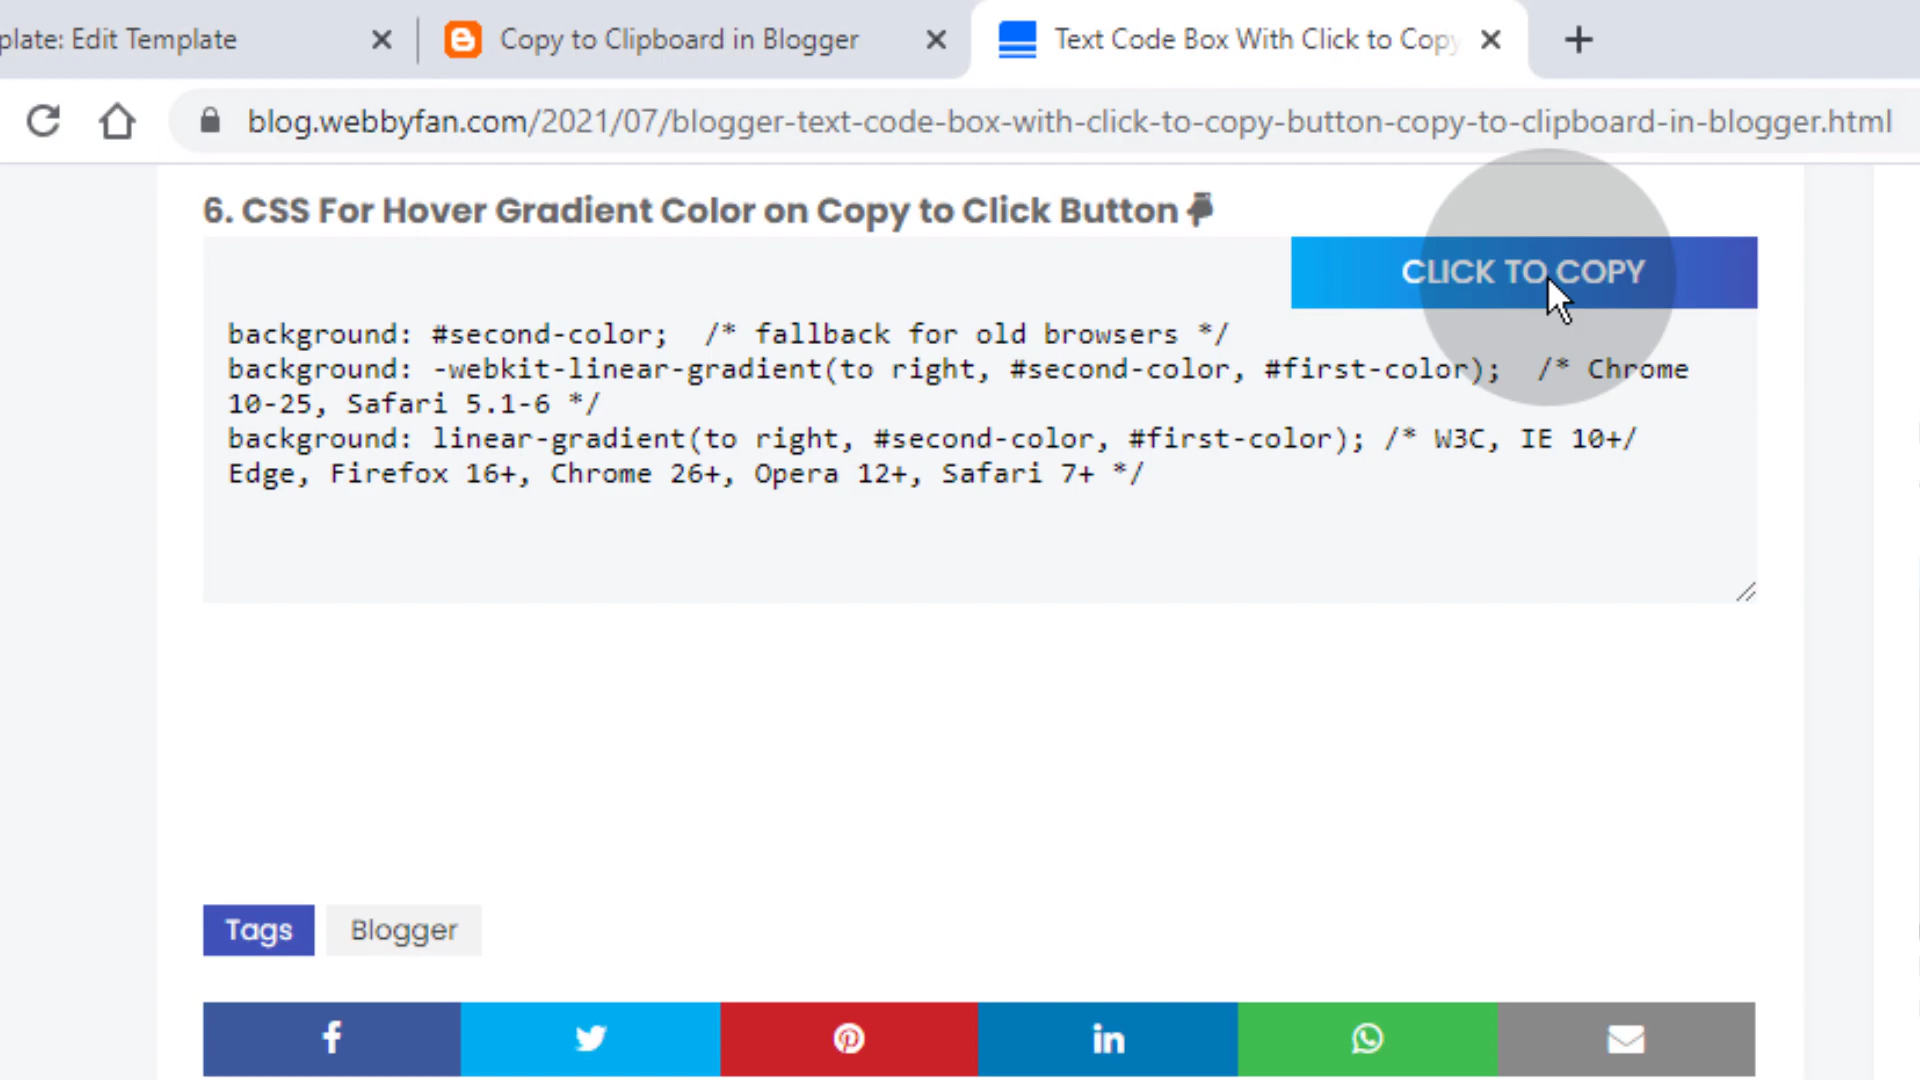 plate: Edit Template
Copy to Clipboard in Blogger
Text Code Box With Click to Copy
blog.webbyfan.com/2021/07/blogger-text-code-box-with-click-to-copy-button-copy-to-clipboard-in-blogger.html
6. CSS For Hover Gradient Color on Copy to Click Button
CLICK TO COPY
background: #second-color;  /* fallback for old browsers */
background: -webkit-linear-gradient(to right, #second-color, #first-color);  /* Chrome
10-25, Safari 5.1-6 */
background: linear-gradient(to right, #second-color, #first-color); /* W3C, IE 10+/
Edge, Firefox 16+, Chrome 26+, Opera 12+, Safari 7+ */
Tags
Blogger